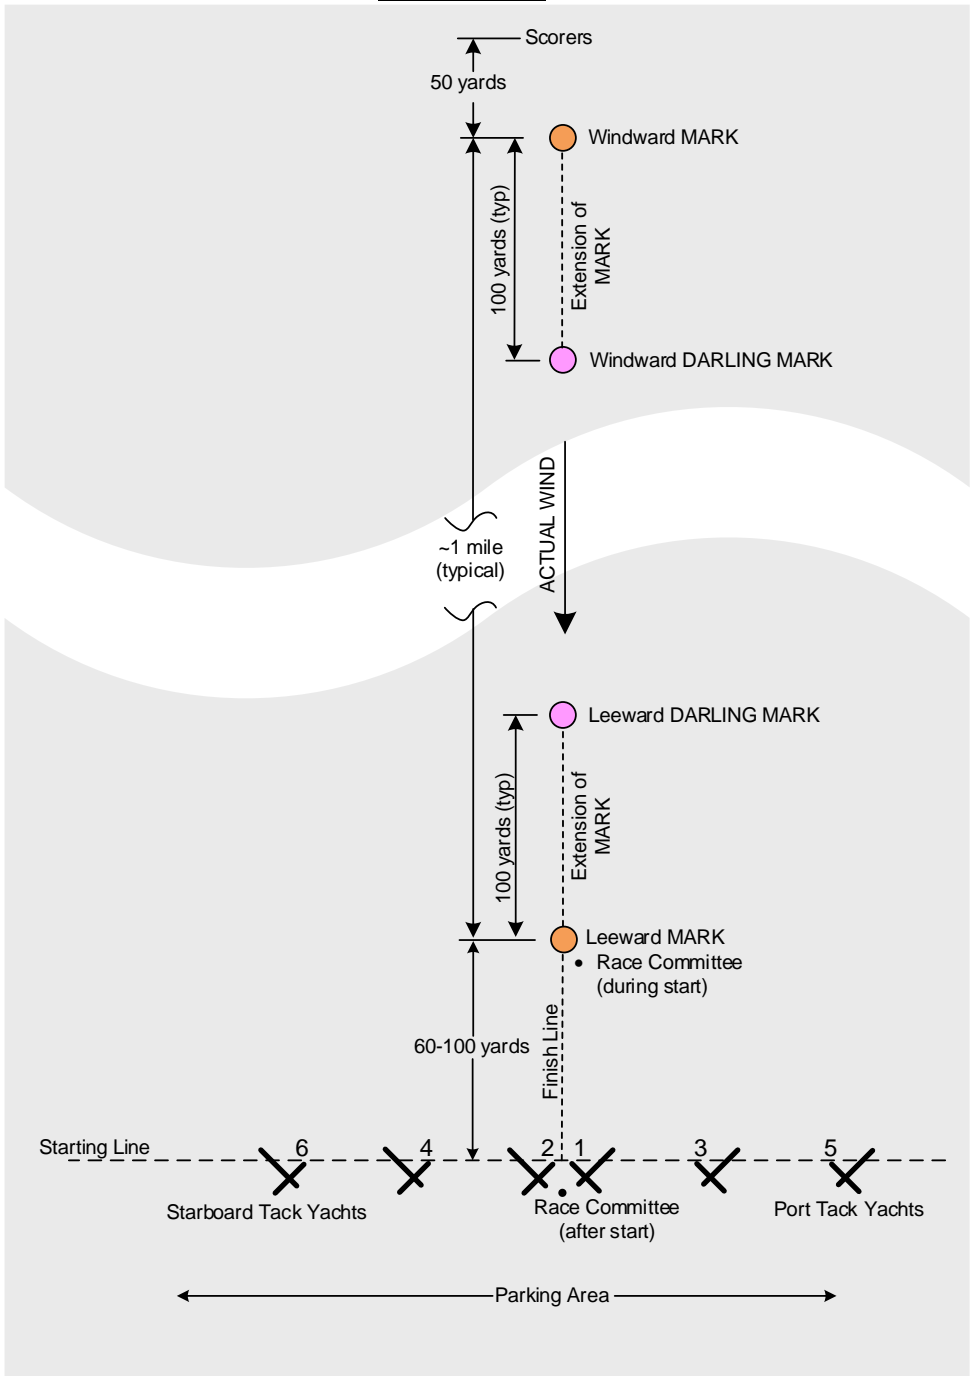 Scorers
50 yards
Windward MARK
100 yards (typ)
Extension of
MARK
Windward DARLING MARK
ACTUAL WIND
~1 mile
(typical)
Leeward DARLING MARK
100 yards (typ)
Extension of
MARK
Leeward MARK
• Race Committee
(during start)
60-100 yards
Finish Line
Starting Line
6 4 2 1 3 5
Starboard Tack Yachts
Race Committee
(after start)
Port Tack Yachts
Parking Area